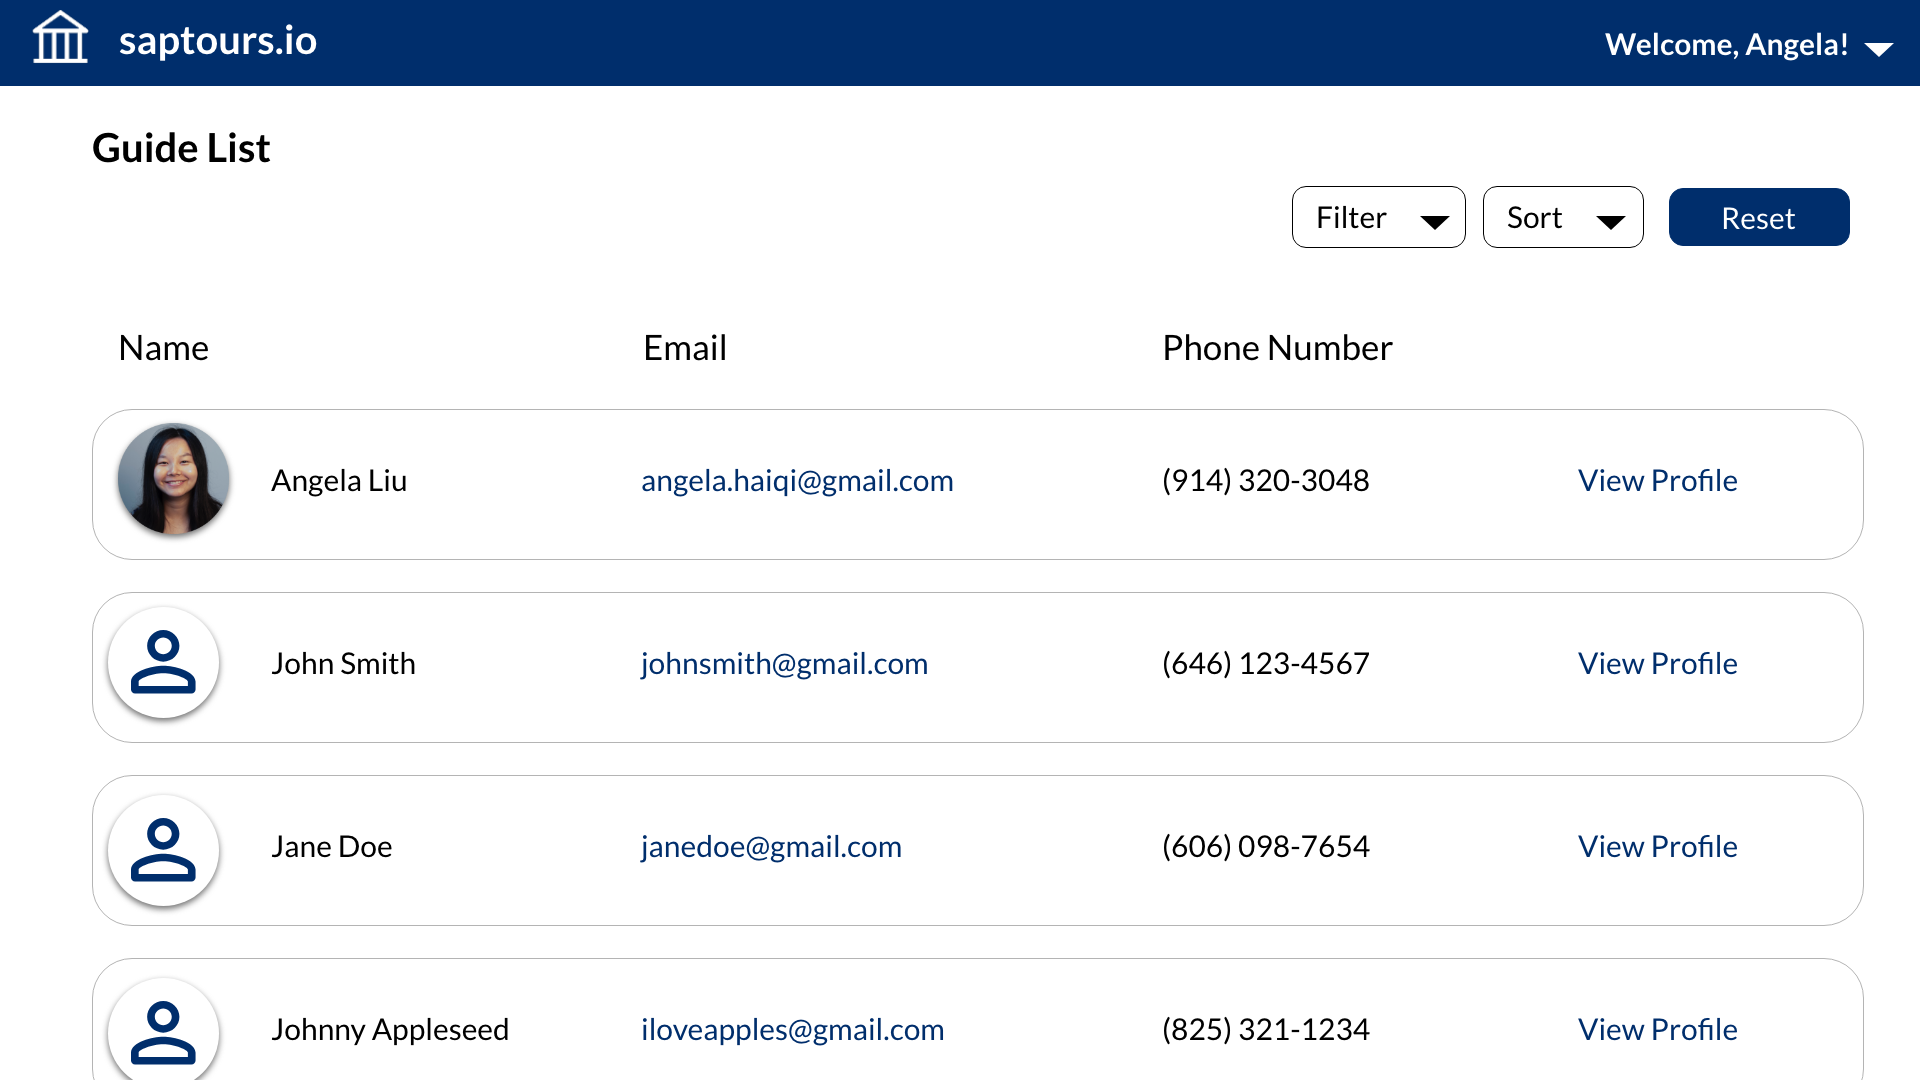 saptours.io
Welcome, Angela!
Guide List
Filter
Sort
Reset
Name Email Phone Number
Angela Liu angela.haiqi@gmail.com (914) 320-3048 View Profile
John Smith johnsmith@gmail.com (646) 123-4567 View Profile
Jane Doe janedoe@gmail.com (606) 098-7654 View Profile
Johnny Appleseed iloveapples@gmail.com (825) 321-1234 View Profile